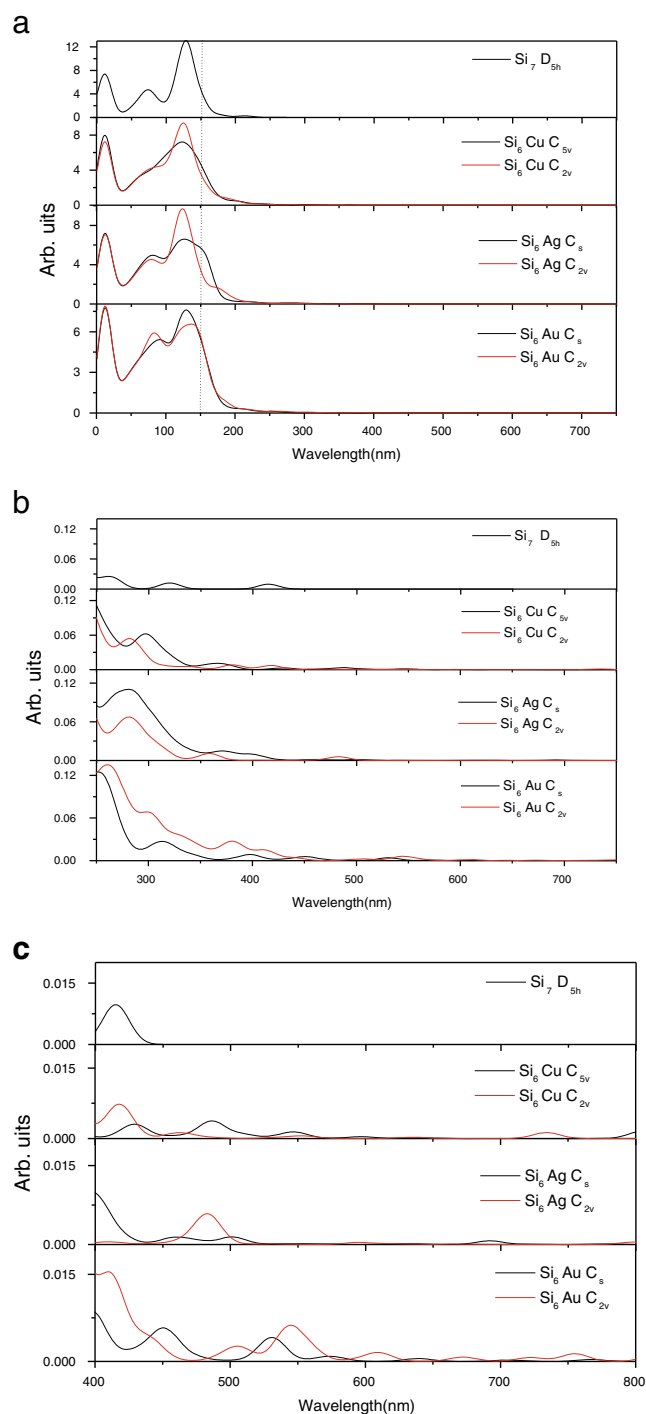 a
12
8
4
0
Si7 D5h
8
4
0
Si6 Cu C5v
Si6 Cu C2v
8
4
0
Si6 Ag Cs
Si6 Ag C2v
6
3
0
Si6 Au Cs
Si6 Au C2v
Arb. uits
0 100 200 300 400 500 600 700
Wavelength(nm)
b
0.12
0.06
0.00
Si7 D5h
0.12
0.06
0.00
Si6 Cu C5v
Si6 Cu C2v
0.12
0.06
0.00
Si6 Ag Cs
Si6 Ag C2v
0.12
0.06
0.00
Si6 Au Cs
Si6 Au C2v
Arb. uits
300 400 500 600 700
Wavelength(nm)
c
0.015
0.000
Si7 D5h
0.015
0.000
Si6 Cu C5v
Si6 Cu C2v
0.015
0.000
Si6 Ag Cs
Si6 Ag C2v
0.015
0.000
Si6 Au Cs
Si6 Au C2v
Arb. uits
400 500 600 700 800
Wavelength(nm)